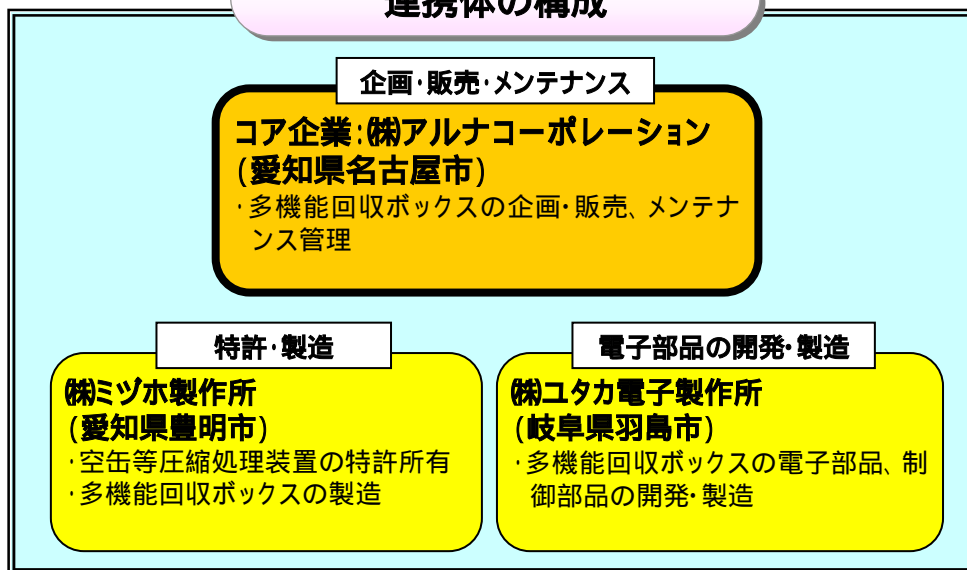 連携体の構成
企画・販売・メンテナンス
コア企業:㈱アルナコーポレーション
(愛知県名古屋市)
・多機能回収ボックスの企画・販売、メンテナ
ンス管理
特許・製造
㈱ミヅホ製作所
(愛知県豊明市)
・空缶等圧縮処理装置の特許所有
・多機能回収ボックスの製造
電子部品の開発・製造
㈱ユタカ電子製作所
(岐阜県羽島市)
・多機能回収ボックスの電子部品、制
御部品の開発・製造